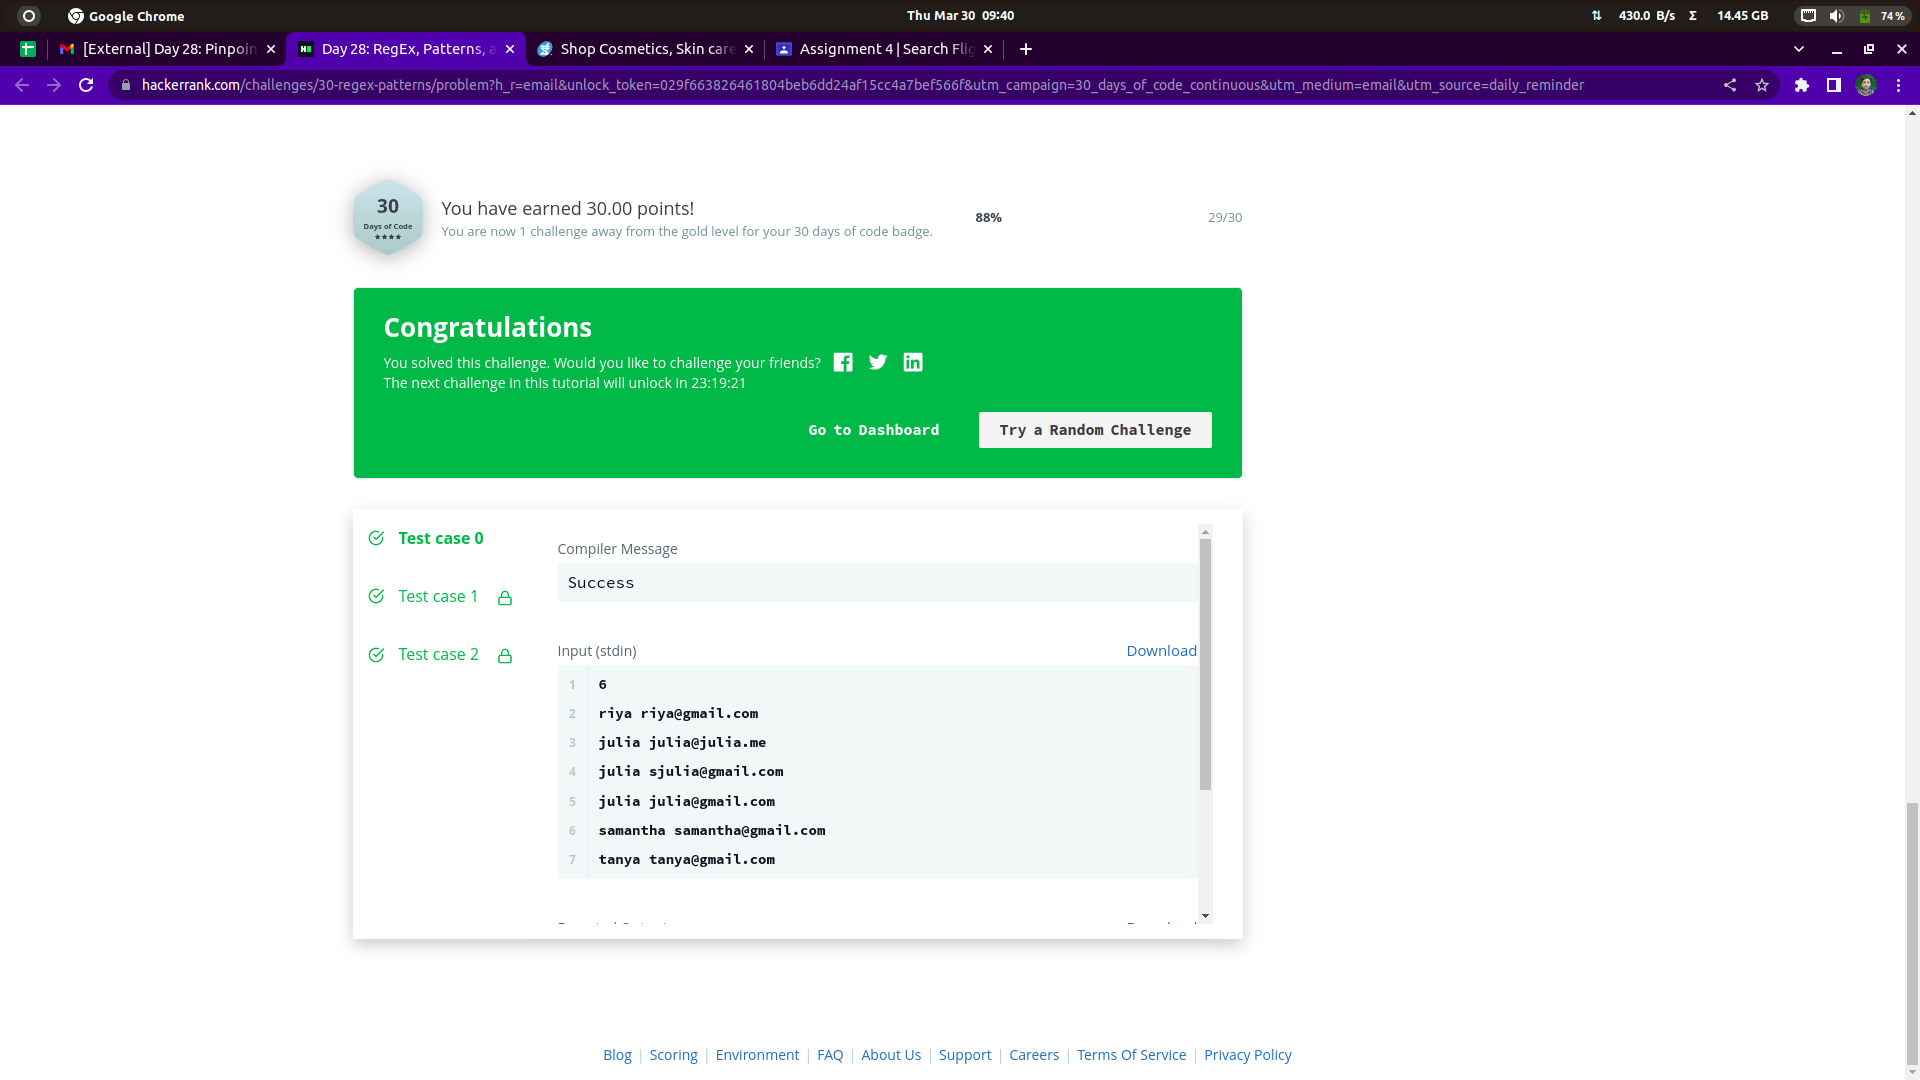 Google Chrome
Thu Mar 30 09:40
430.0 B/s Σ 14.45 GB
74 %
[External] Day 28: Pinpoin
Day 28: RegEx, Patterns, a
Shop Cosmetics, Skin care
Assignment 4 | Search Flig
hackerrank.com/challenges/30-regex-patterns/problem?h_r=email&unlock_token=029f663826461804beb6dd24af15cc4a7bef566f&utm_campaign=30_days_of_code_continuous&utm_medium=email&utm_source=daily_reminder
30
Days of Code
You have earned 30.00 points!
You are now 1 challenge away from the gold level for your 30 days of code badge.
88%
29/30
Congratulations
You solved this challenge. Would you like to challenge your friends?
The next challenge in this tutorial will unlock in 23:19:21
Go to Dashboard
Try a Random Challenge
Test case 0
Test case 1
Test case 2
Compiler Message
Success
Input (stdin)
Download
1 6
2 riya riya@gmail.com
3 julia julia@julia.me
4 julia sjulia@gmail.com
5 julia julia@gmail.com
6 samantha samantha@gmail.com
7 tanya tanya@gmail.com
Blog | Scoring | Environment | FAQ | About Us | Support | Careers | Terms Of Service | Privacy Policy